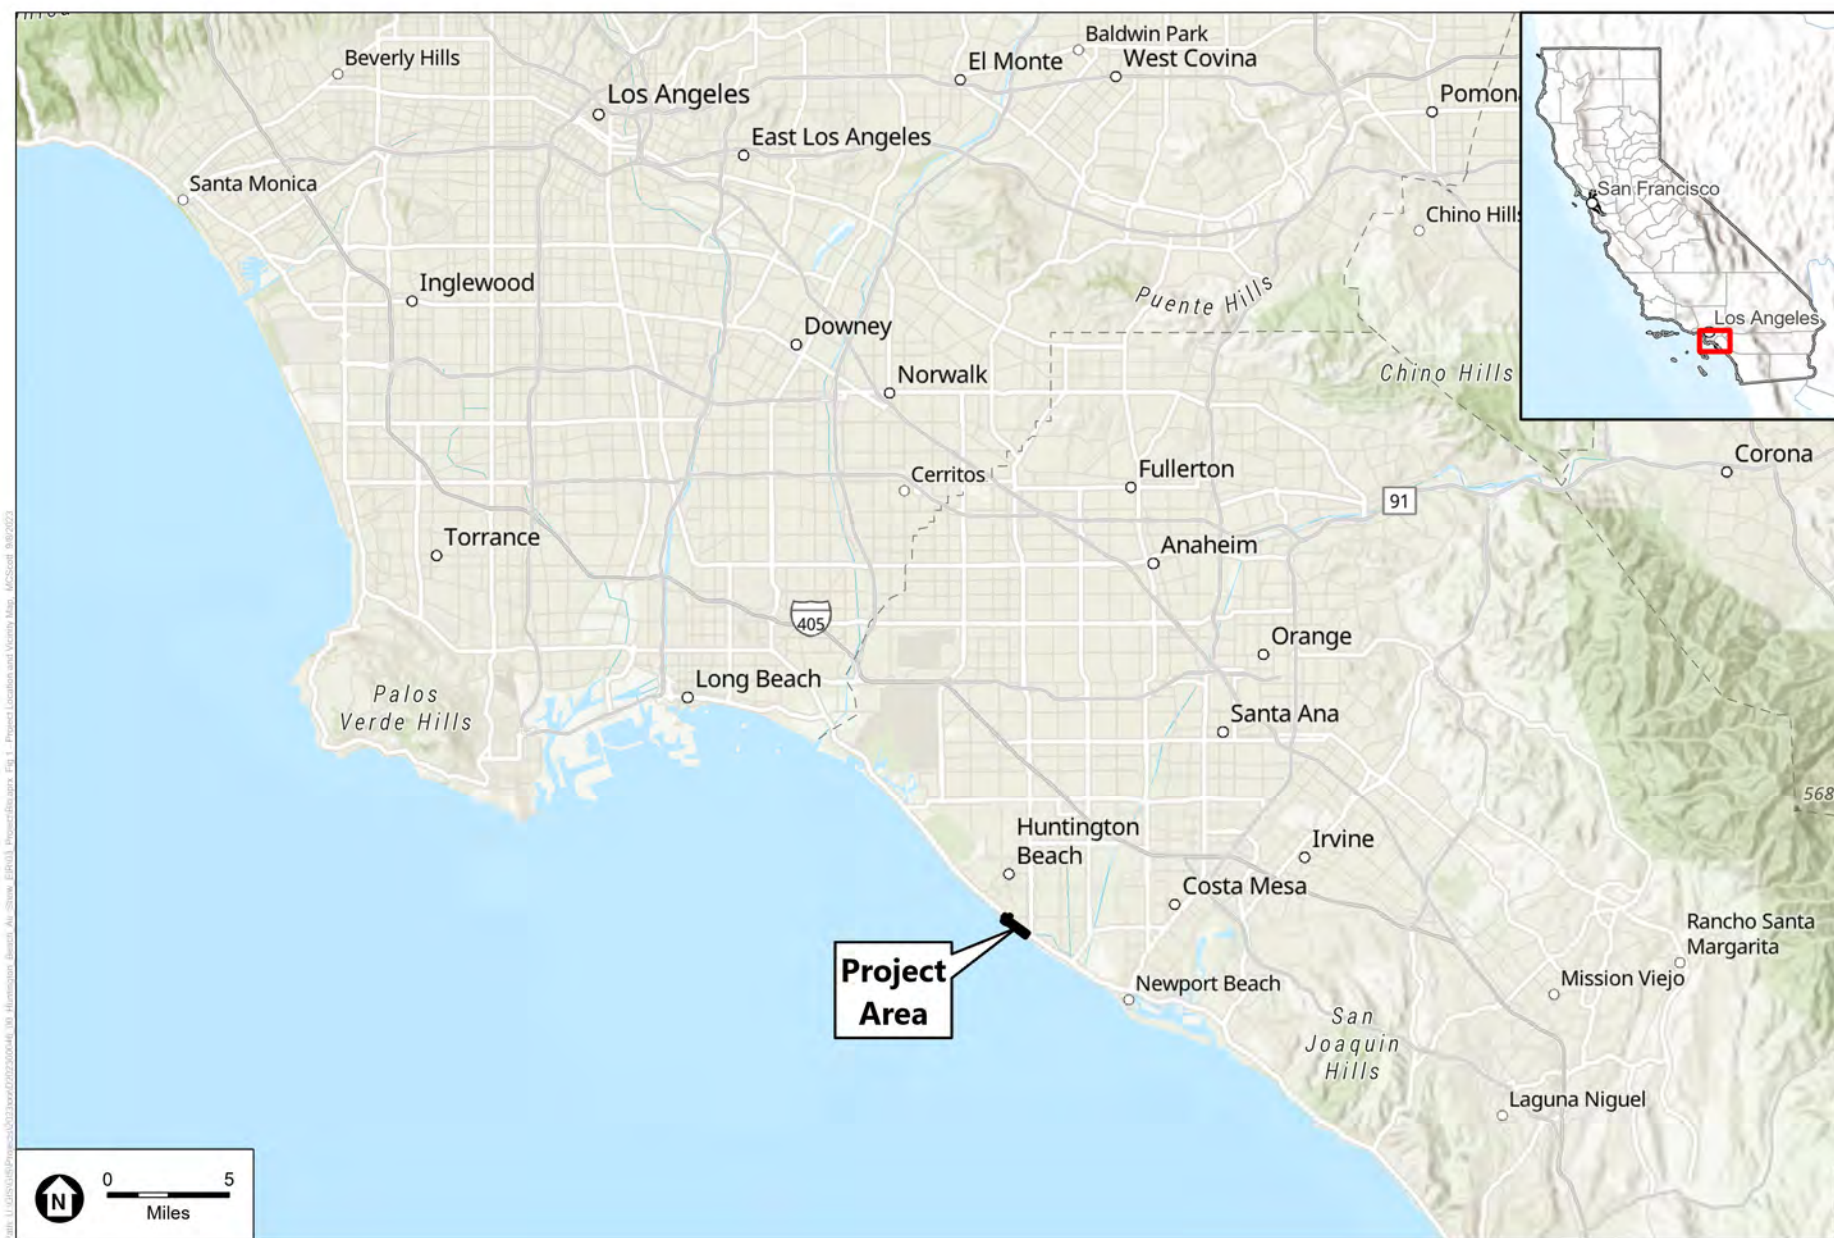 Baldwin Park
Beverly Hills
El Monte
West Covina
Los Angeles
Pomon
East Los Angeles
Santa Monica
San Francisco
Chino Hills
Inglewood
Puente Hills
Los Angeles
Downey
Norwalk
Chino Hills
Corona
Cerritos
Fullerton
91
Torrance
Anaheim
405
Orange
Palos
Verde Hills
Long Beach
Santa Ana
568
Huntington
Beach
Irvine
Costa Mesa
Rancho Santa
Margarita
Project
Area
Newport Beach
Mission Viejo
San
Joaquin
Hills
Laguna Niguel
0 5
Miles
N